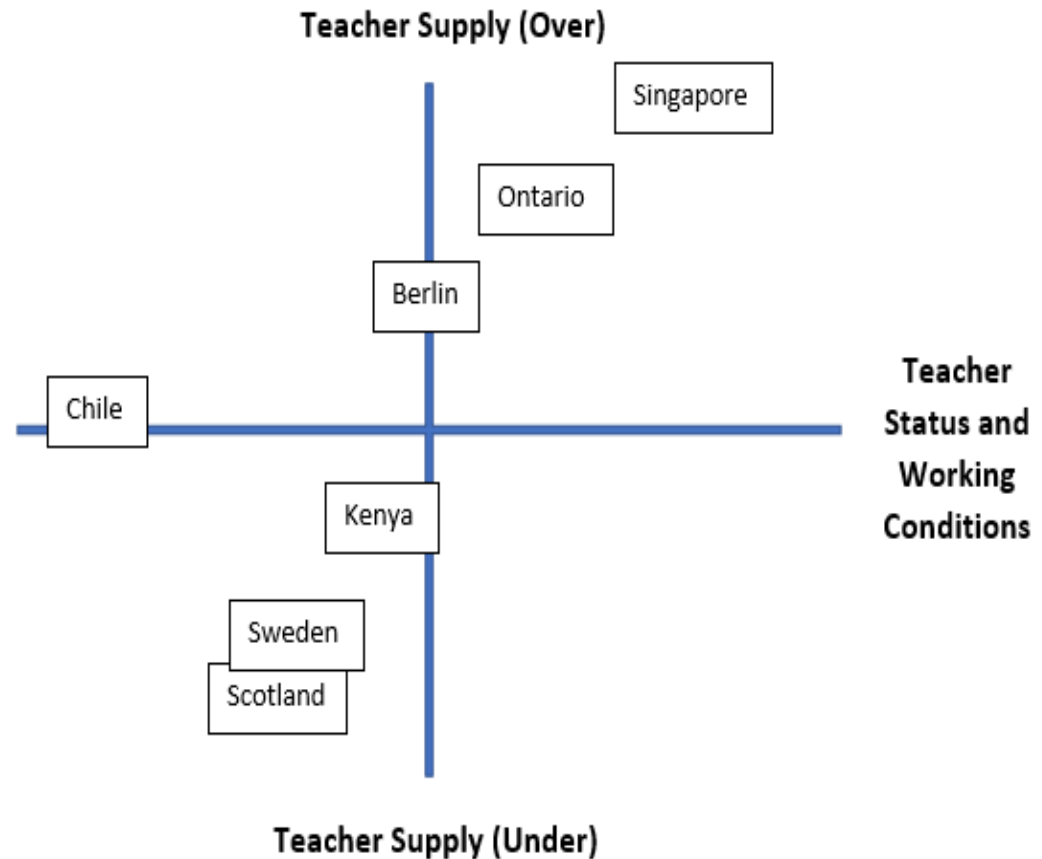 Teacher Supply (Over)
Singapore
Ontario
Berlin
Chile
Teacher
Status and
Working
Conditions
Kenya
Sweden
Scotland
Teacher Supply (Under)